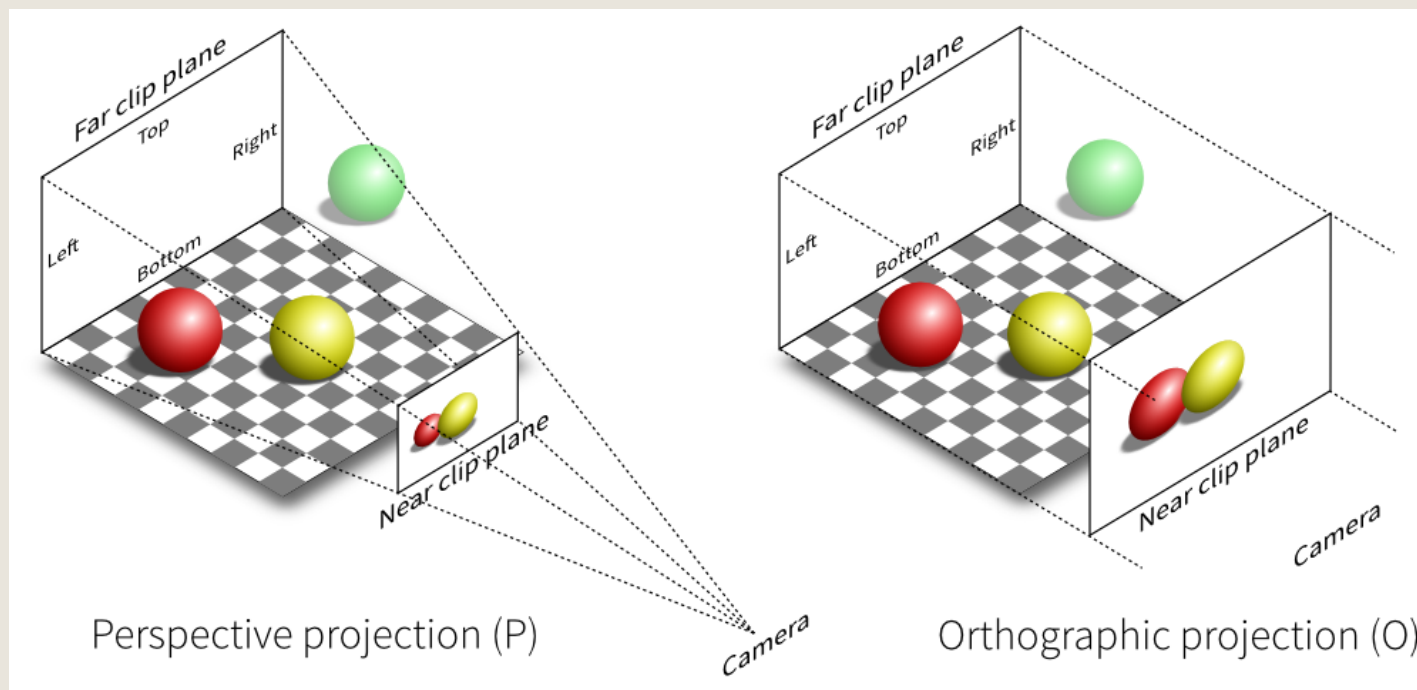 Far clip plane
Top
Right
Left
Bottom
Near clip plane
Camera
Perspective projection (P)
Far clip plane
Top
Right
Left
Bottom
Near clip plane
Camera
Orthographic projection (O)